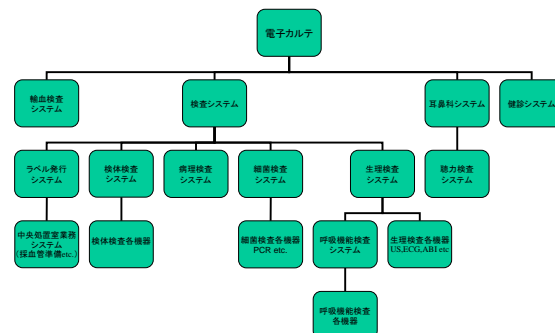 電子カルテ
輸血検査
システム
検査システム
耳鼻科システム
健診システム
ラベル発行
システム
検体検査
システム
病理検査
システム
細菌検査
システム
生理検査
システム
聴力検査
システム
中央処置室業務
システム
(採血管準備etc.)
検体検査各機器
細菌検査各機器
PCR etc.
呼吸機能検査
システム
生理検査各機器
US,ECG,ABI etc
呼吸機能検査
各機器